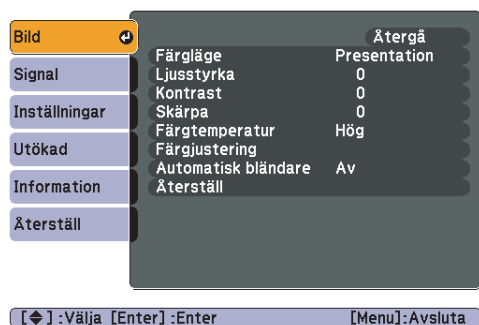 Bild
Signal
Inställningar
Utökad
Information
Återställ
Återgå
Färgläge Presentation
Ljusstyrka 0
Kontrast 0
Skärpa 0
Färgtemperatur Hög
Färgjustering
Automatisk bländare Av
Återställ
[◆] :Välja [Enter] :Enter [Menu]:Avsluta